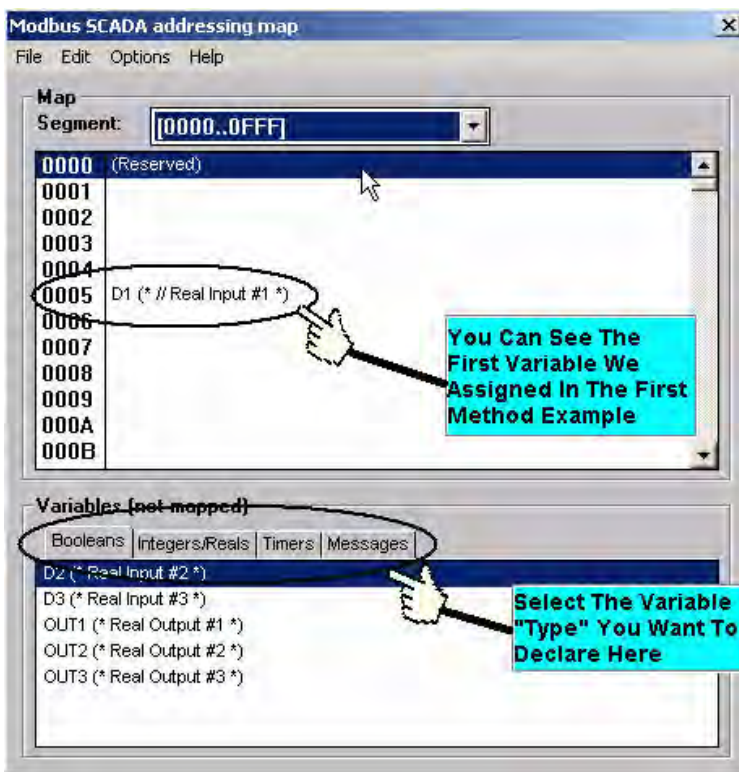 Modbus SCADA addressing map
File Edit Options Help
Map
Segment: [0000..0FFF]
0000 (Reserved)
0001
0002
0003
0004
0005 D1 (* // Real Input #1 *)
0006
0007
0008
0009
000A
000B
You Can See The
First Variable We
Assigned In The First
Method Example
Variables (not mapped)
Booleans Integers/Reals Timers Messages
D2 (* Real Input #2 *)
D3 (* Real Input #3 *)
OUT1 (* Real Output #1 *)
OUT2 (* Real Output #2 *)
OUT3 (* Real Output #3 *)
Select The Variable
"Type" You Want To
Declare Here